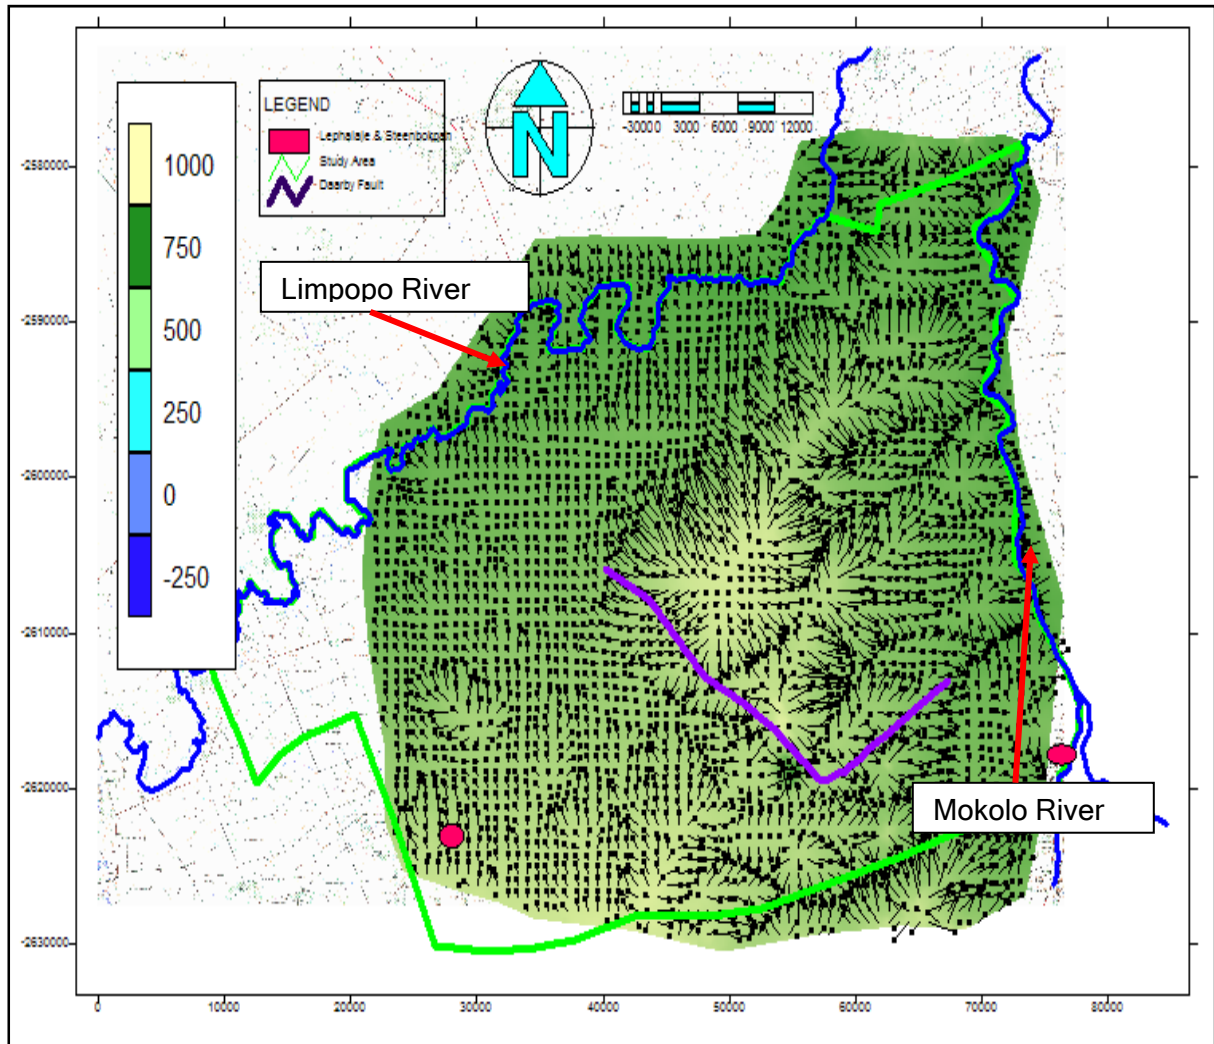 LEGEND
Lephalale & Steenbokpan
Study Area
Daarby Fault
N
-30000 3000 6000 9000 12000
1000
750
500
250
0
-250
Limpopo River
Mokolo River
-2580000
-2590000
-2600000
-2610000
-2620000
-2630000
0 10000 20000 30000 40000 50000 60000 70000 80000